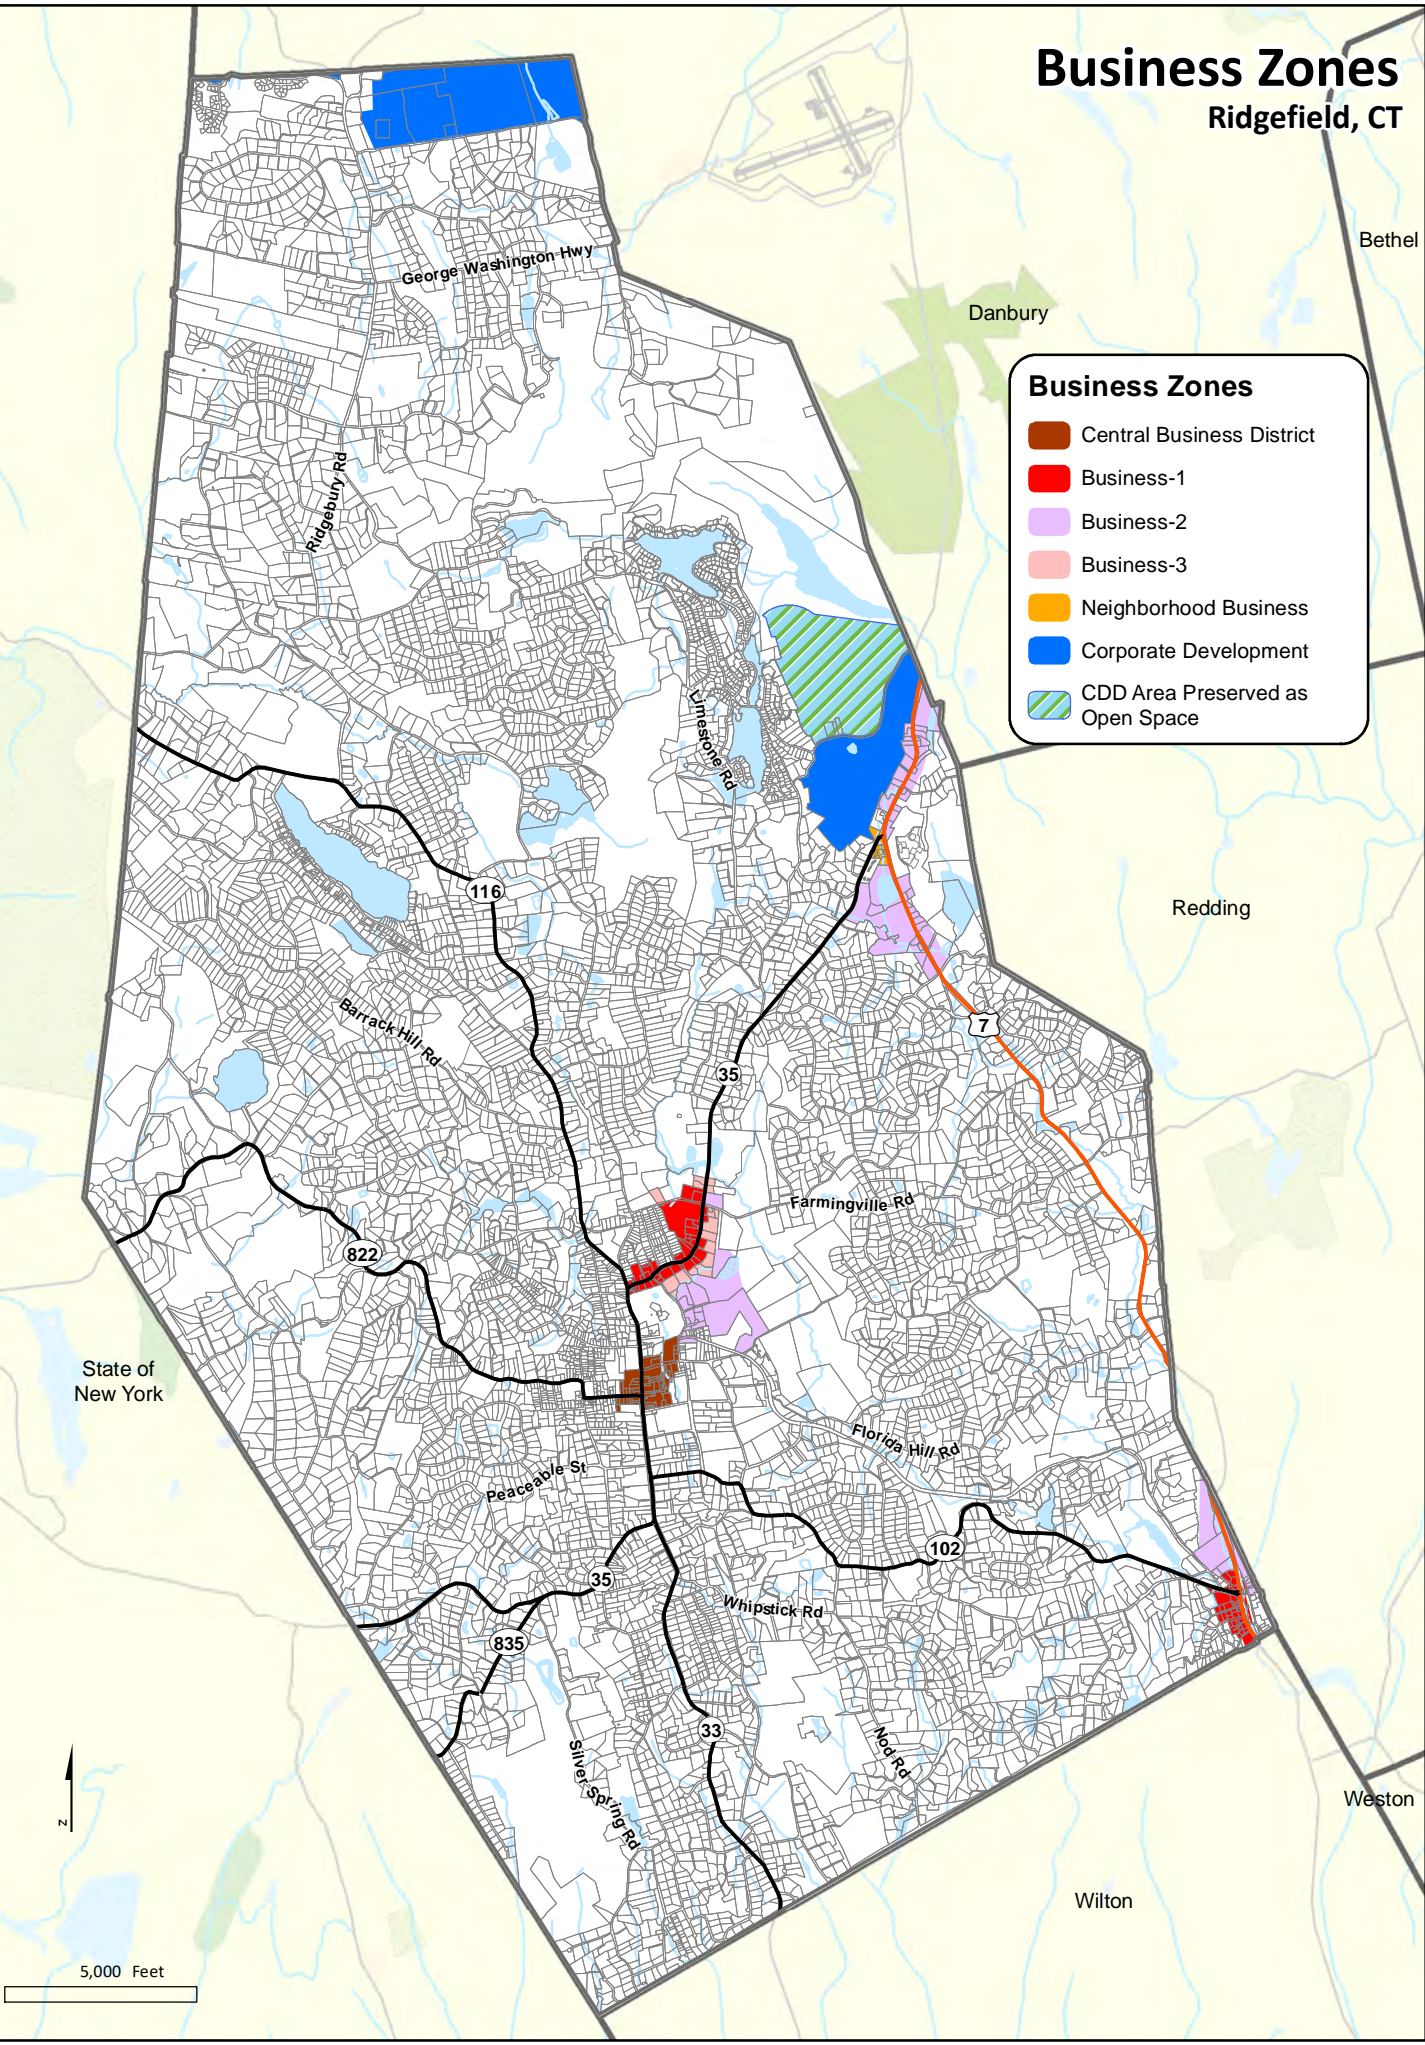 Business Zones
Ridgefield, CT
Bethel
George Washington Hwy
Danbury
Business Zones
Central Business District
Business-1
Business-2
Business-3
Neighborhood Business
Corporate Development
CDD Area Preserved as
Open Space
Ridgebury Rd
Limestone Rd
116
Redding
Barrack Hill Rd
7
35
Farmingville Rd
822
State of
New York
Florida Hill Rd
Peaceable St
102
35
Whipstick Rd
835
33
Nod Rd
Silver Spring Rd
Weston
z
Wilton
5,000 Feet